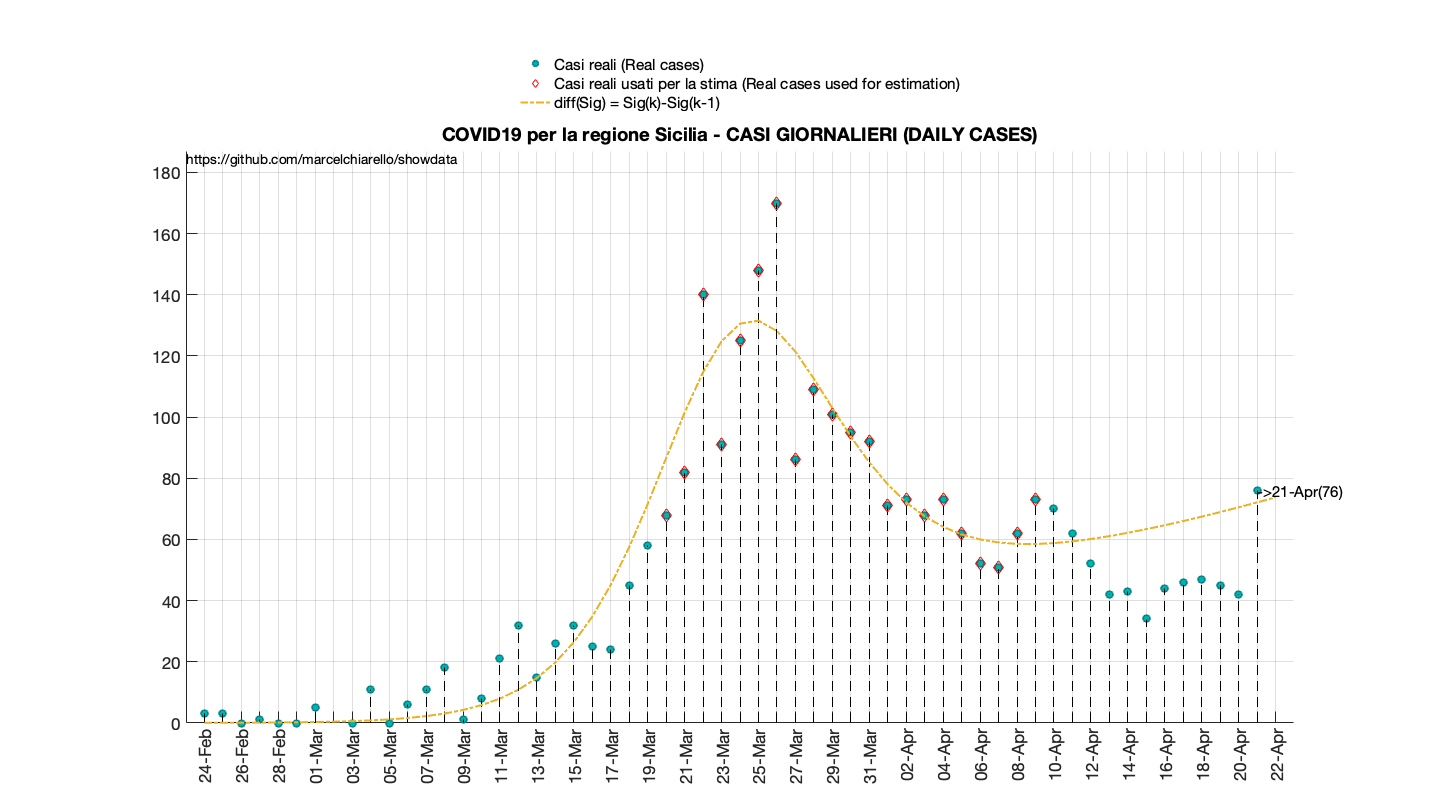 Casi reali (Real cases)
Casi reali usati per la stima (Real cases used for estimation)
diff(Sig) = Sig(k)-Sig(k-1)
COVID19 per la regione Sicilia - CASI GIORNALIERI (DAILY CASES)
https://github.com/marcelchiarello/showdata
180
160
140
120
100
80
60
40
20
0
->21-Apr(76)
24-Feb
26-Feb
28-Feb
01-Mar
03-Mar
05-Mar
07-Mar
09-Mar
11-Mar
13-Mar
15-Mar
17-Mar
19-Mar
21-Mar
23-Mar
25-Mar
27-Mar
29-Mar
31-Mar
02-Apr
04-Apr
06-Apr
08-Apr
10-Apr
12-Apr
14-Apr
16-Apr
18-Apr
20-Apr
22-Apr